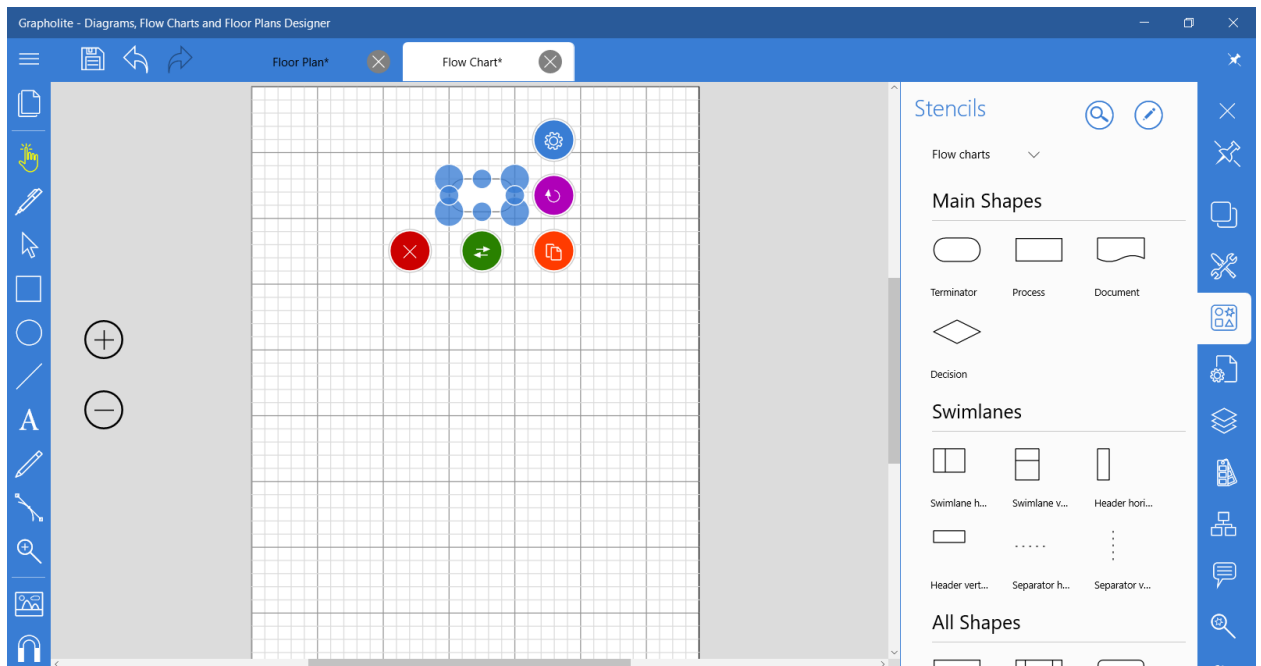 Grapholite - Diagrams, Flow Charts and Floor Plans Designer
Floor Plan*
Flow Chart*
Stencils
Flow charts
Main Shapes
Terminator
Process
Document
Decision
Swimlanes
Swimlane h...
Swimlane v...
Header hori...
Header vert...
Separator h...
Separator v...
All Shapes
A